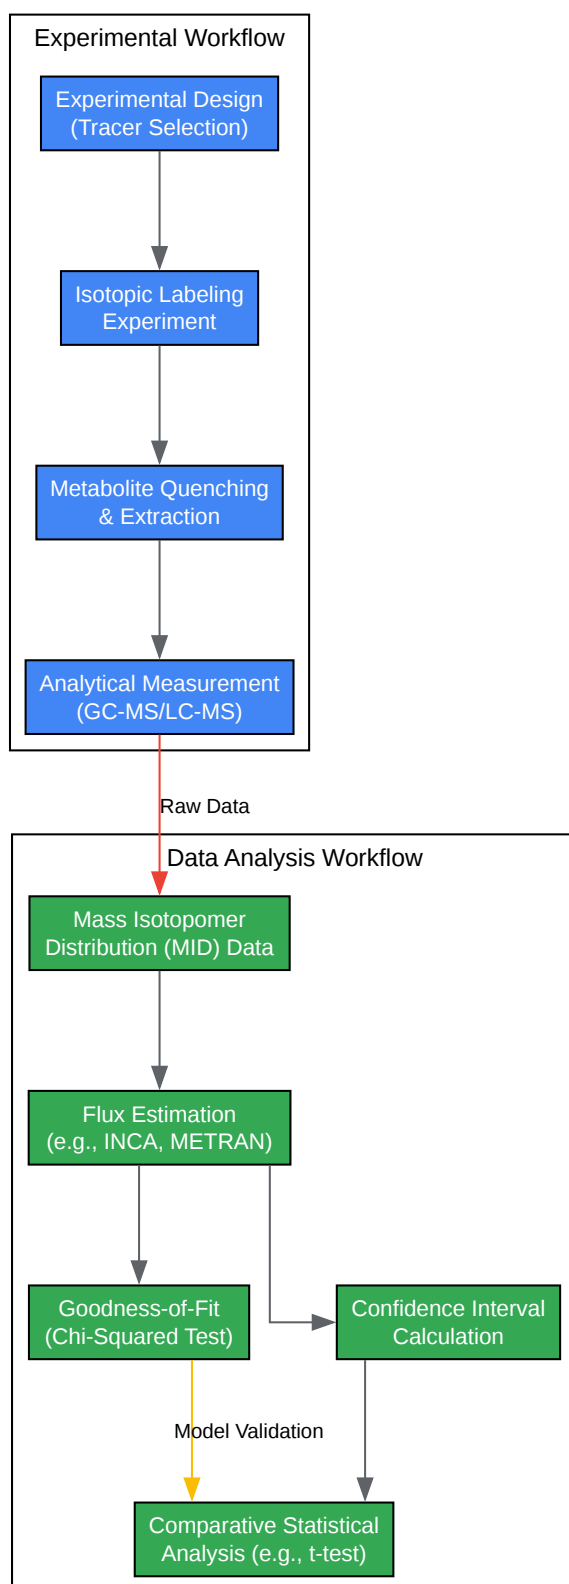 Experimental Workflow
Experimental Design
(Tracer Selection)
Isotopic Labeling
Experiment
Metabolite Quenching
& Extraction
Analytical Measurement
(GC-MS/LC-MS)
Raw Data
Data Analysis Workflow
Mass Isotopomer
Distribution (MID) Data
Flux Estimation
(e.g., INCA, METRAN)
Goodness-of-Fit
(Chi-Squared Test)
Confidence Interval
Calculation
Model Validation
Comparative Statistical
Analysis (e.g., t-test)